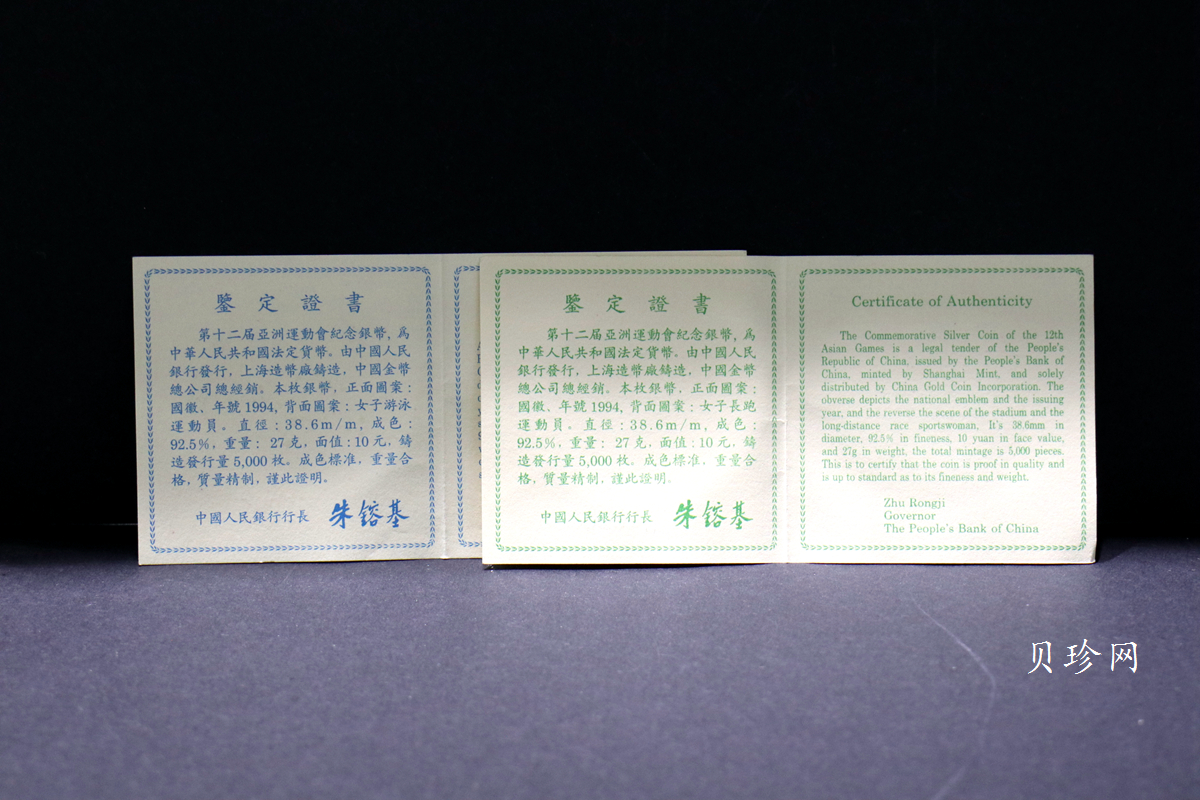 鑒定證書
第十二届亞洲運動會紀念銀幣，爲
中華人民共和國法定貨幣。由中國人民
銀行發行，上海造幣廠鑄造，中國金幣
總公司總經銷。本枚銀幣，正面圖案：
國徽、年號1994，背面圖案：女子游泳
運動員。直徑：38.6m/m，成色：
92.5%，重量：27克，面值：10元，鑄
造發行量5,000枚。成色標准，重量合
格，質量精制，謹此證明。
中國人民銀行行長 朱鎔基
鑒定證書
第十二届亞洲運動會紀念銀幣，爲
中華人民共和國法定貨幣。由中國人民
銀行發行，上海造幣廠鑄造，中國金幣
總公司總經銷。本枚銀幣，正面圖案：
國徽、年號1994，背面圖案：女子長跑
運動員。直徑：38.6m/m，成色：
92.5%，重量：27克，面值：10元，鑄
造發行量5,000枚。成色標准，重量合
格，質量精制，謹此證明。
中國人民銀行行長 朱鎔基
Certificate of Authenticity
The Commemorative Silver Coin of the 12th
Asian Games is a legal tender of the People's
Republic of China, issued by the People's Bank of
China, minted by Shanghai Mint, and solely
distributed by China Gold Coin Incorporation. The
obverse depicts the national emblem and the issuing
year, and the reverse the scene of the stadium and the
long-distance race sportswoman, It's 38.6mm in
diameter, 92.5% in fineness, 10 yuan in face value,
and 27g in weight, the total mintage is 5,000 pieces.
This is to certify that the coin is proof in quality and
is up to standard as to its fineness and weight.
Zhu Rongji
Governor
The People's Bank of China
贝珍网